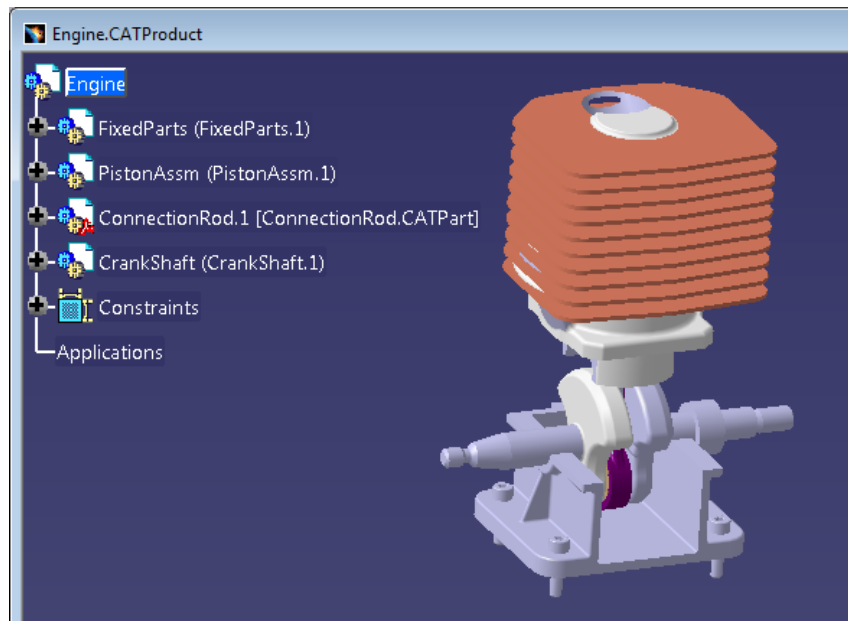 Engine.CATProduct
Engine
FixedParts (FixedParts.1)
PistonAssm (PistonAssm.1)
ConnectionRod.1 [ConnectionRod.CATPart]
CrankShaft (CrankShaft.1)
Constraints
Applications